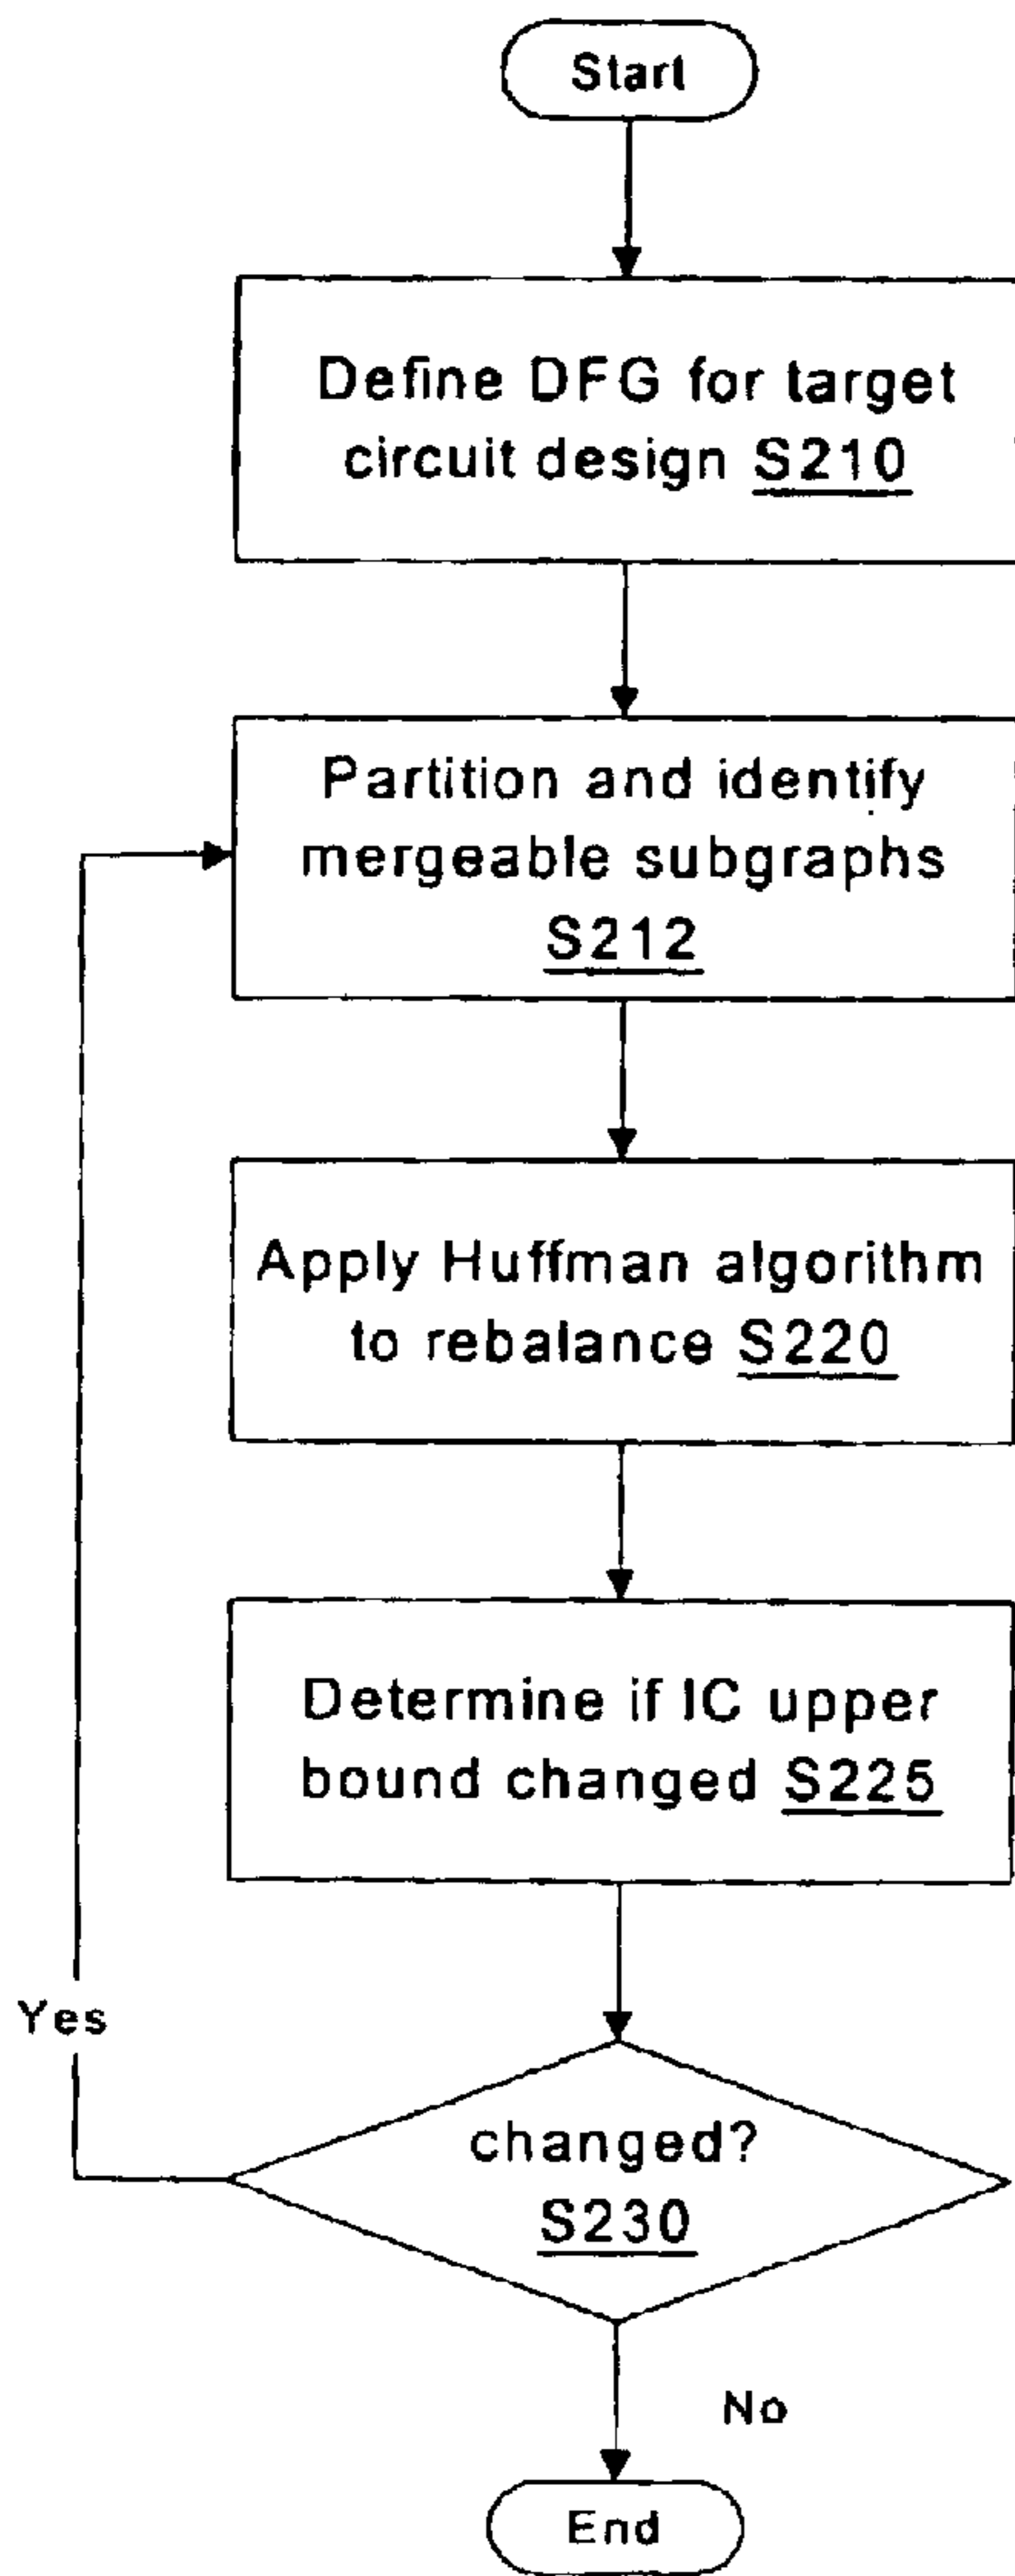 Start
Define DFG for target
circuit design S210
Partition and identify
mergeable subgraphs
S212
Apply Huffman algorithm
to rebalance S220
Determine if IC upper
bound changed S225
Yes
changed?
S230
No
End